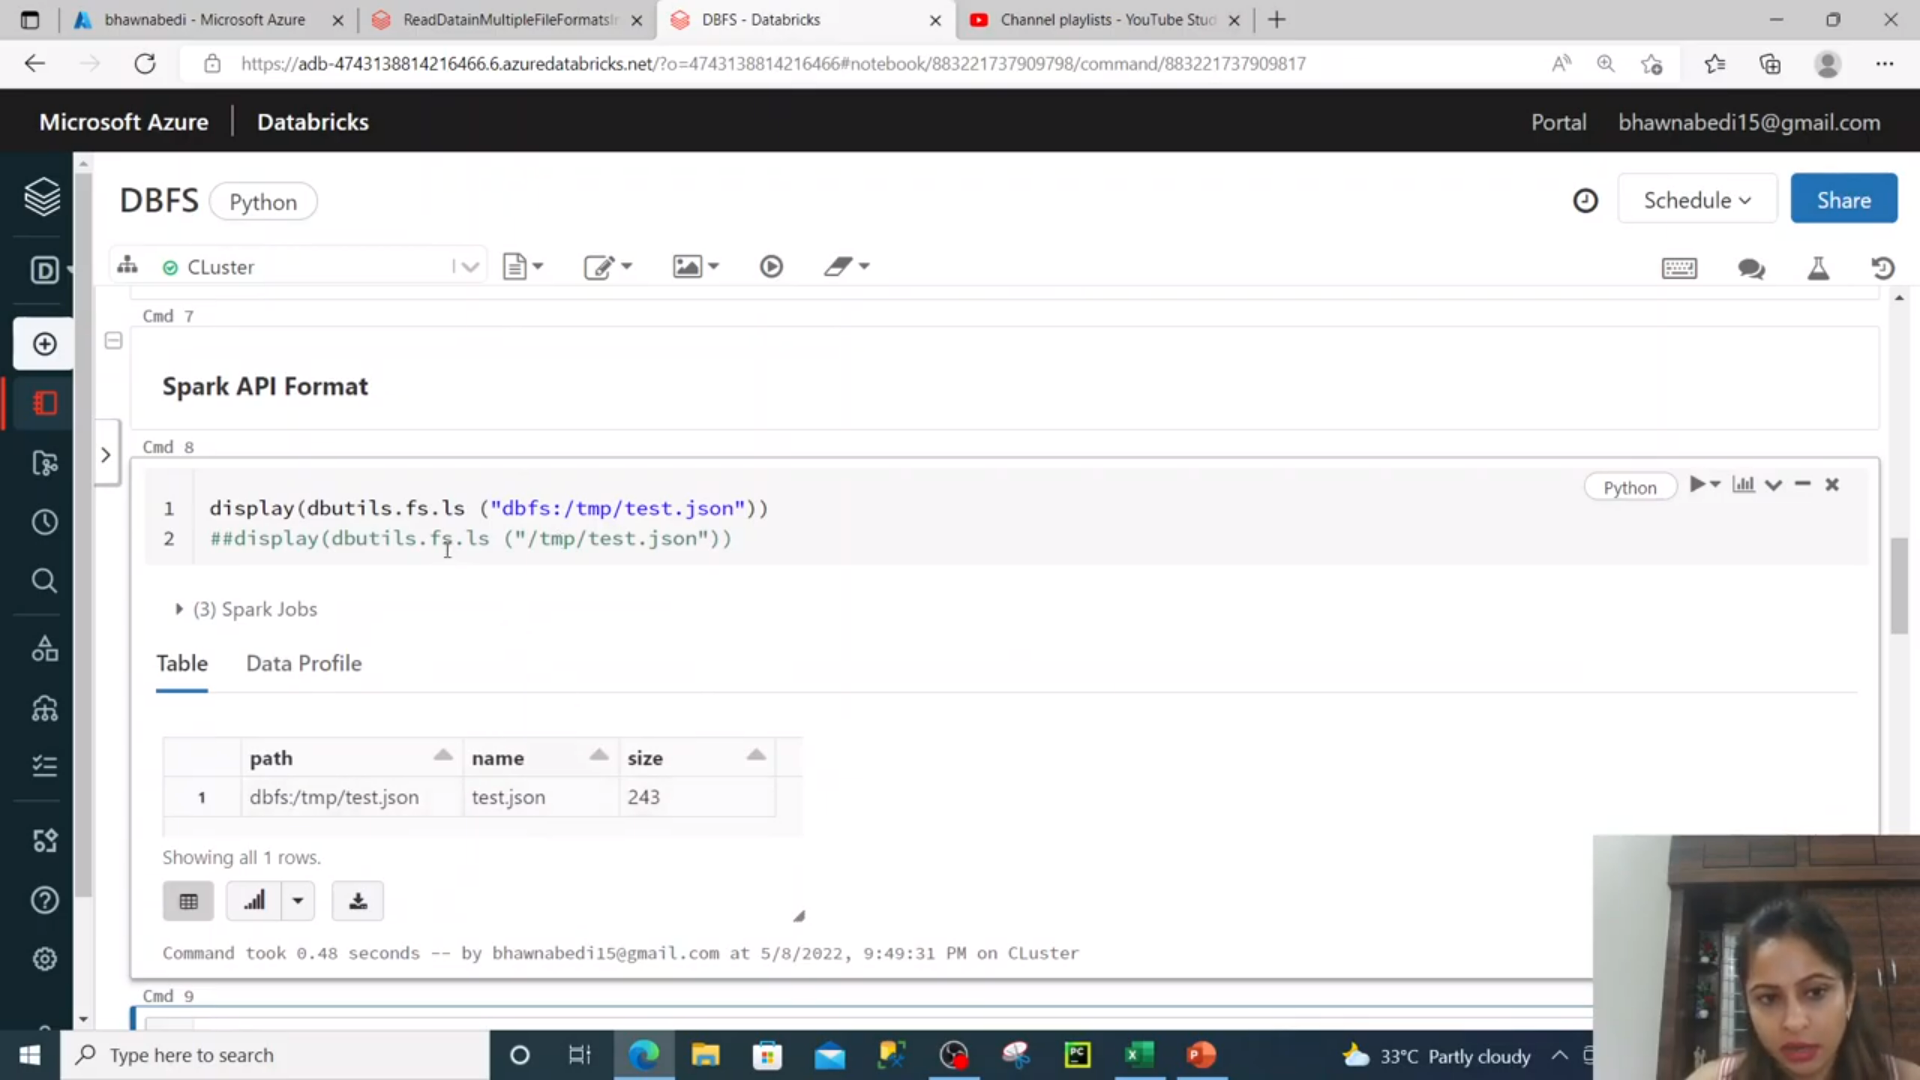 bhawnabedi - Microsoft Azure
ReadDatainMultipleFileFormatsIn
DBFS - Databricks
Channel playlists - YouTube Stud
https://adb-4743138814216466.6.azuredatabricks.net/?o=4743138814216466#notebook/883221737909798/command/883221737909817
Microsoft Azure
Databricks
Portal
bhawnabedi15@gmail.com
DBFS
Python
Schedule
Share
CLuster
Cmd 7
Spark API Format
Cmd 8
Python
1 display(dbutils.fs.ls ("dbfs:/tmp/test.json"))
2 ##display(dbutils.fs.ls ("/tmp/test.json"))
(3) Spark Jobs
Table
Data Profile
path name size
1 dbfs:/tmp/test.json test.json 243
Showing all 1 rows.
Command took 0.48 seconds -- by bhawnabedi15@gmail.com at 5/8/2022, 9:49:31 PM on CLuster
Cmd 9
Type here to search
33°C Partly cloudy